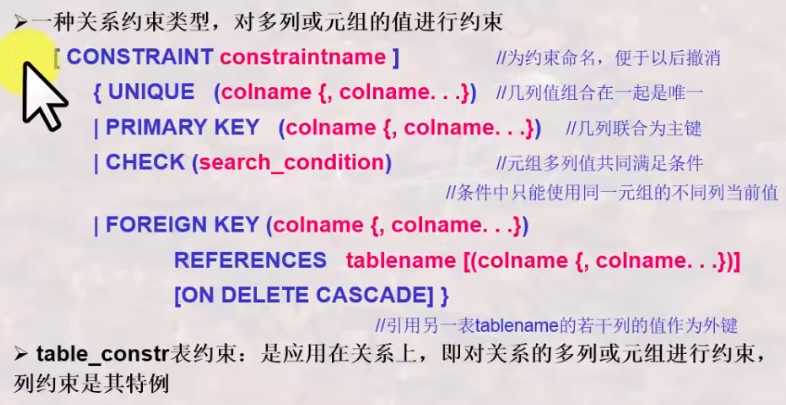 ➢一种关系约束类型，对多列或元组的值进行约束
[ CONSTRAINT constraintname ] //为约束命名，便于以后撤消
{ UNIQUE (colname {, colname. . .}) //几列值组合在一起是唯一
| PRIMARY KEY (colname {, colname. . .}) //几列联合为主键
| CHECK (search_condition) //元组多列值共同满足条件
//条件中只能使用同一元组的不同列当前值
| FOREIGN KEY (colname {, colname. . .})
REFERENCES tablename [(colname {, colname. . .})]
[ON DELETE CASCADE] }
//引用另一表tablename的若干列的值作为外键
➢ table_constr表约束：是应用在关系上，即对关系的多列或元组进行约束，
列约束是其特例